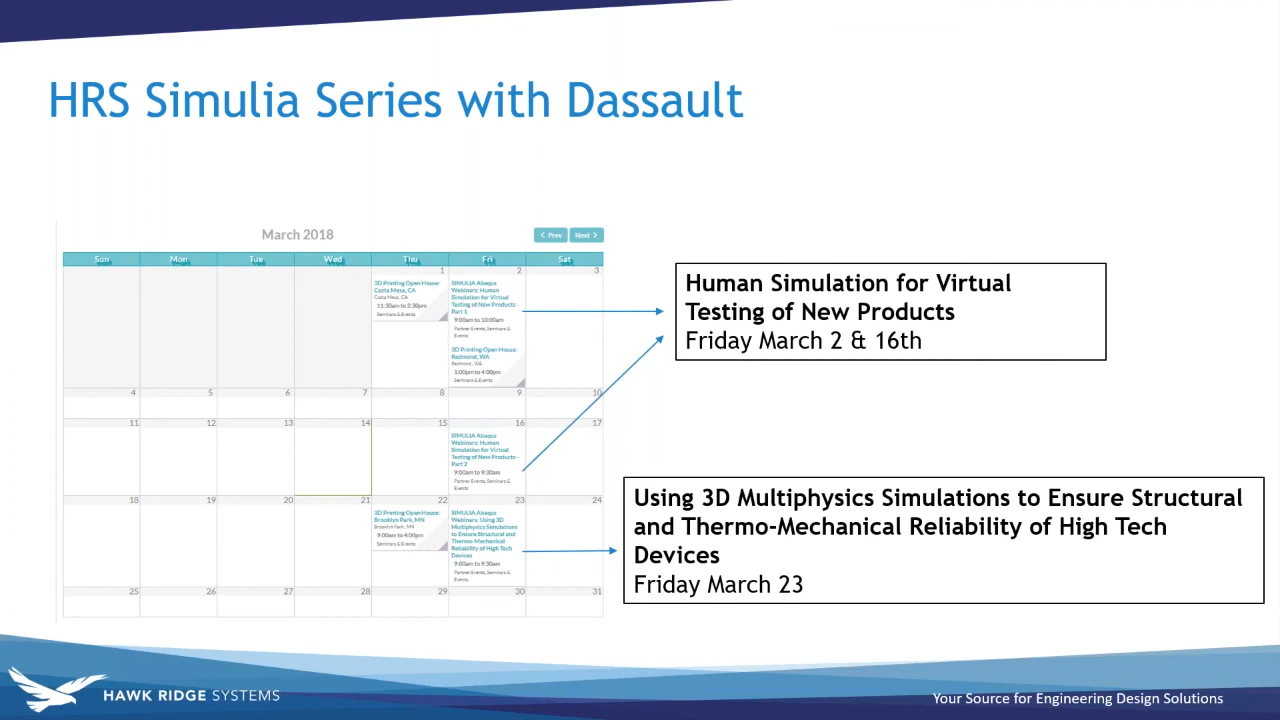 HRS Simulia Series with Dassault
March 2018
Prev
Next
Sun Mon Tue Wed Thu Fri Sat
1 2 3
3D Printing Open House:
Costa Mesa, CA
Costa Mesa, CA
11:30am to 2:30pm
Seminars & Events
SIMULIA Abaqus
Webinars: Human
Simulation for Virtual
Testing of New Products -
Part 1
9:00am to 10:00am
Partner Events, Seminars &
Events
3D Printing Open House:
Redmond, WA
Redmond, WA
1:00pm to 4:00pm
Seminars & Events
4 5 6 7 8 9 10
11 12 13 14 15 16 17
SIMULIA Abaqus
Webinars: Human
Simulation for Virtual
Testing of New Products -
Part 2
9:00am to 9:30am
Partner Events, Seminars &
Events
18 19 20 21 22 23 24
3D Printing Open House:
Brooklyn Park, MN
Brooklyn Park, MN
9:00am to 4:00pm
Seminars & Events
SIMULIA Abaqus
Webinars: Using 3D
Multiphysics Simulations
to Ensure Structural and
Thermo-Mechanical
Reliability of High Tech
Devices
9:00am to 9:30am
Partner Events, Seminars &
Events
25 26 27 28 29 30 31
Human Simulation for Virtual
Testing of New Products
Friday March 2 & 16th
Using 3D Multiphysics Simulations to Ensure Structural
and Thermo-Mechanical Reliability of High Tech
Devices
Friday March 23
HAWK RIDGE SYSTEMS
Your Source for Engineering Design Solutions